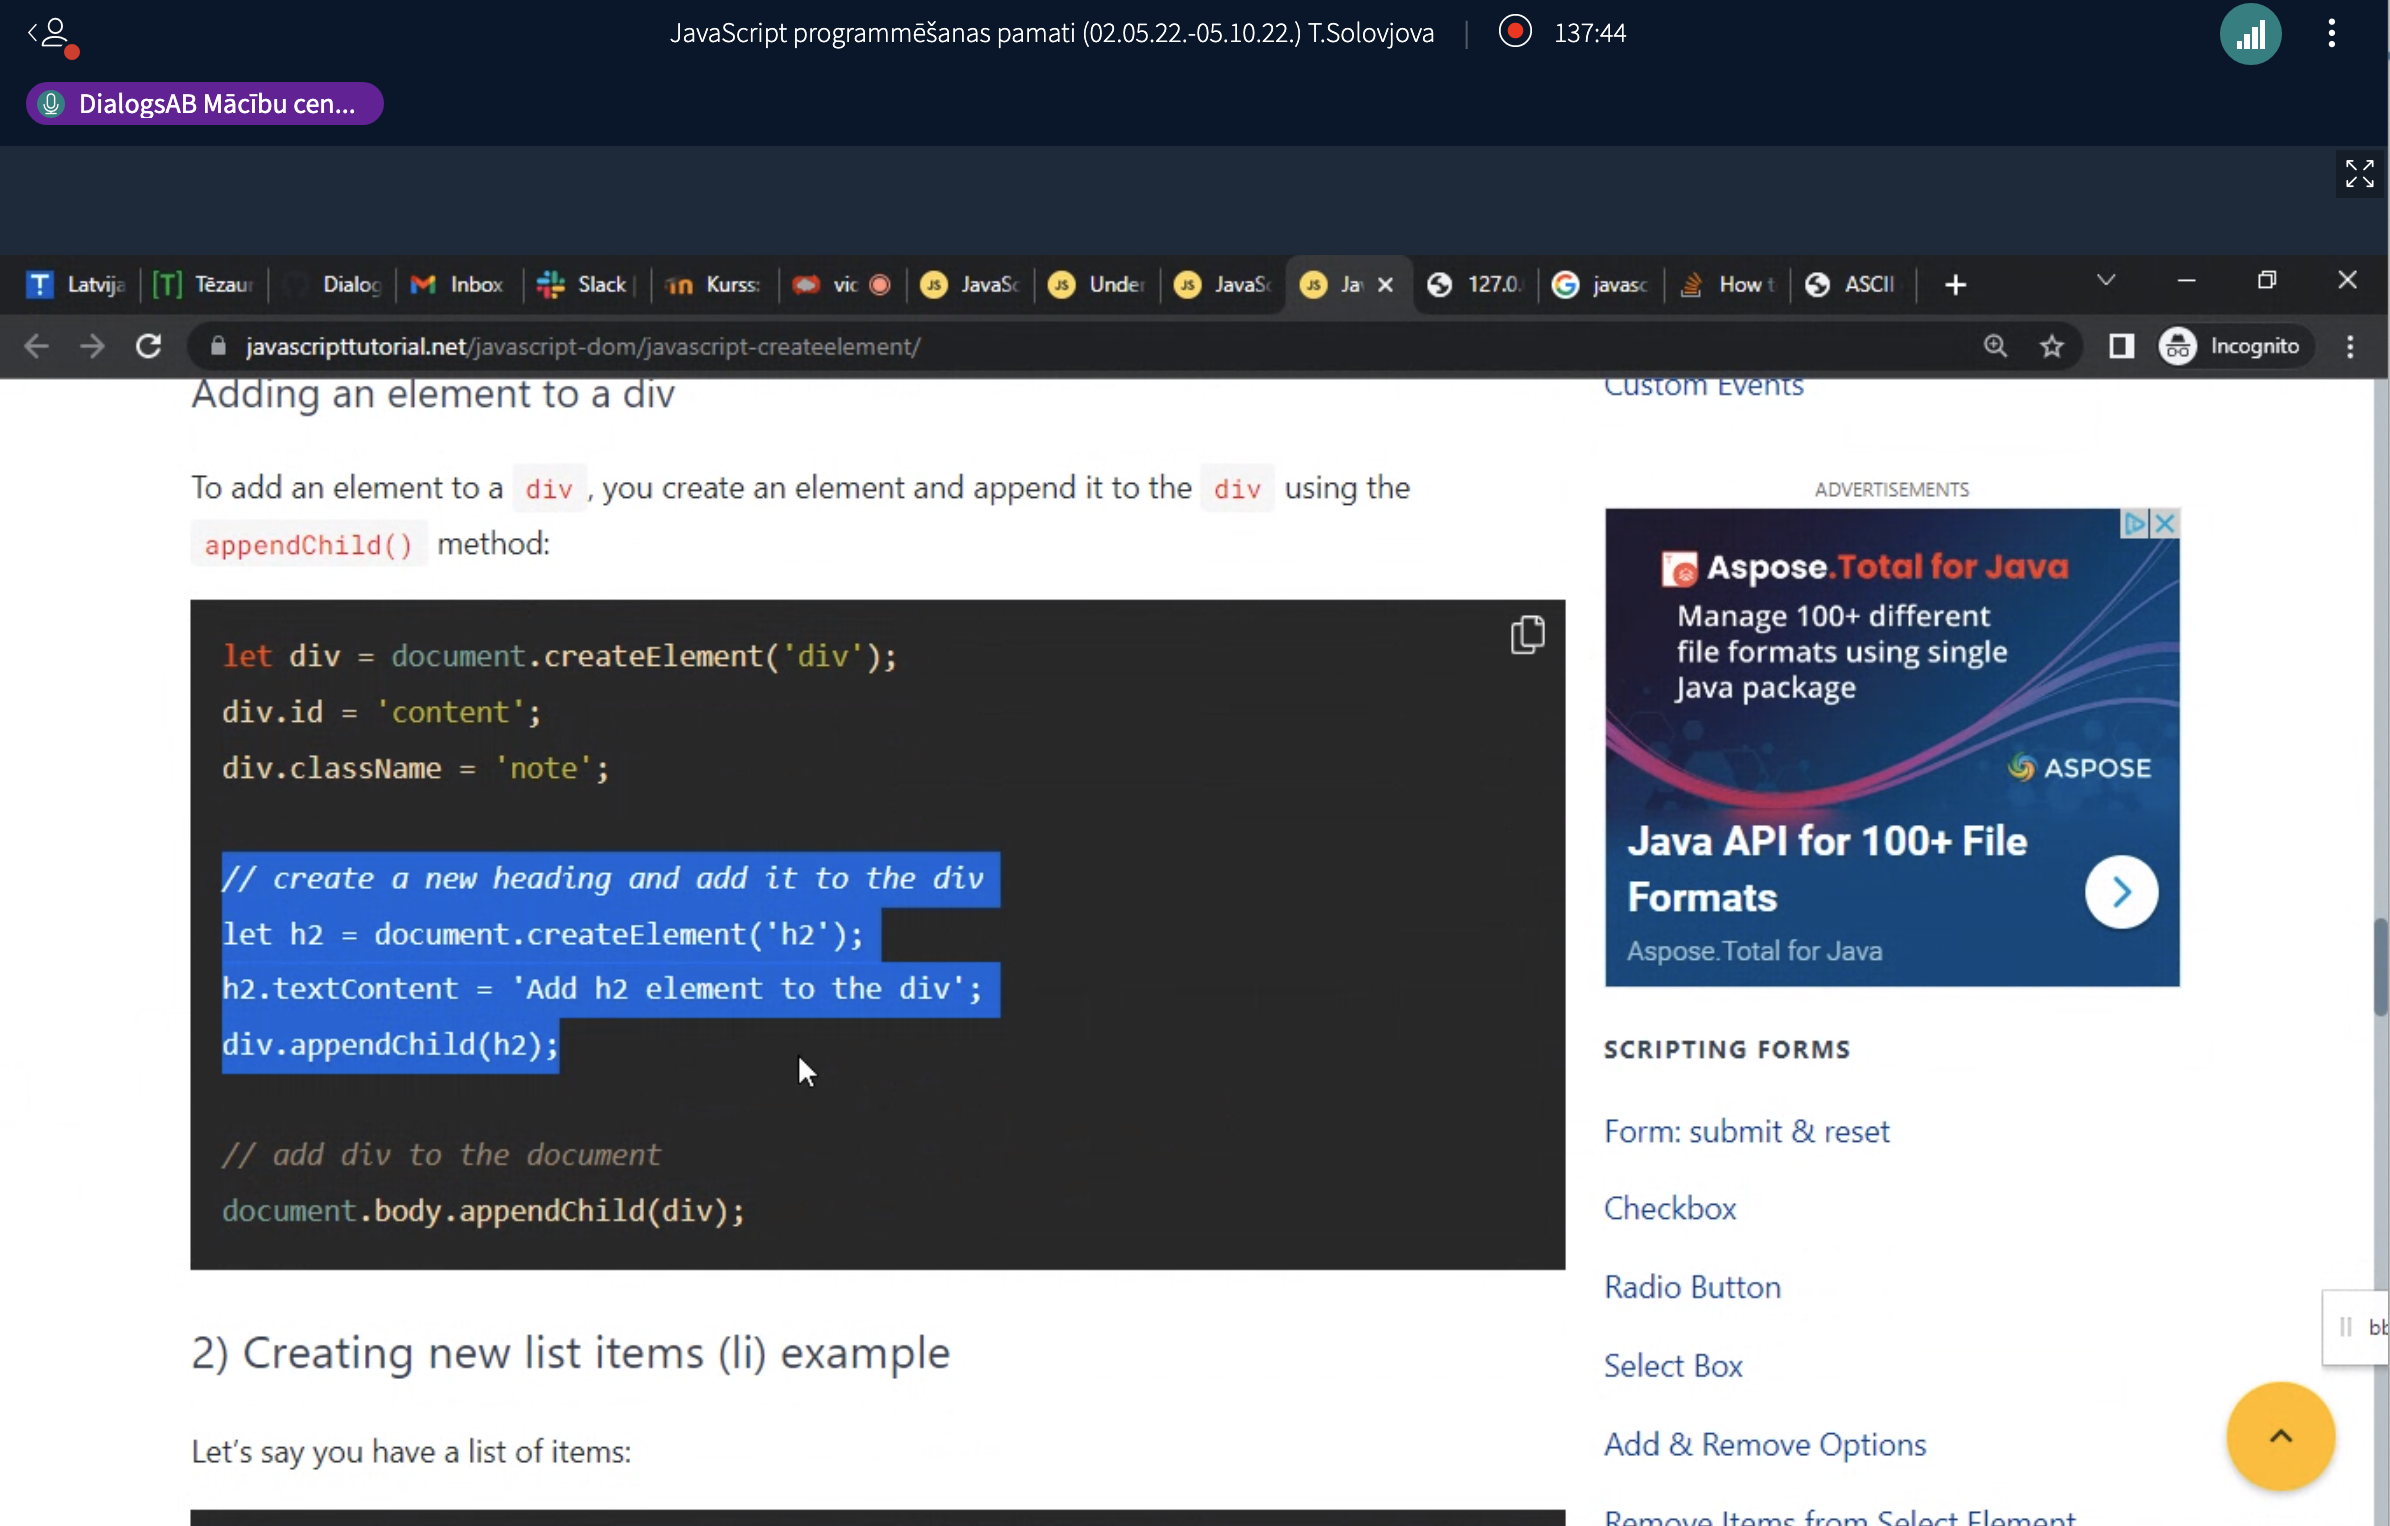 JavaScript programmēšanas pamati (02.05.22.-05.10.22.) T.Solovjova | 137:44
DialogsAB Mācību cen...
Latvija [T] Tēzau Dialog Inbox Slack Kurss: vic JavaSc Under JavaSc Ja 127.0. javasc How t ASCII
javascripttutorial.net/javascript-dom/javascript-createelement/ Incognito
Adding an element to a div
To add an element to a div , you create an element and append it to the div using the
appendChild() method:
let div = document.createElement('div');
div.id = 'content';
div.className = 'note';
// create a new heading and add it to the div
let h2 = document.createElement('h2');
h2.textContent = 'Add h2 element to the div';
div.appendChild(h2);
// add div to the document
document.body.appendChild(div);
2) Creating new list items (li) example
Let's say you have a list of items:
Custom Events
ADVERTISEMENTS
Aspose.Total for Java
Manage 100+ different
file formats using single
Java package
ASPOSE
Java API for 100+ File
Formats
Aspose.Total for Java
SCRIPTING FORMS
Form: submit & reset
Checkbox
Radio Button
Select Box
Add & Remove Options
Remove Items from Select Element